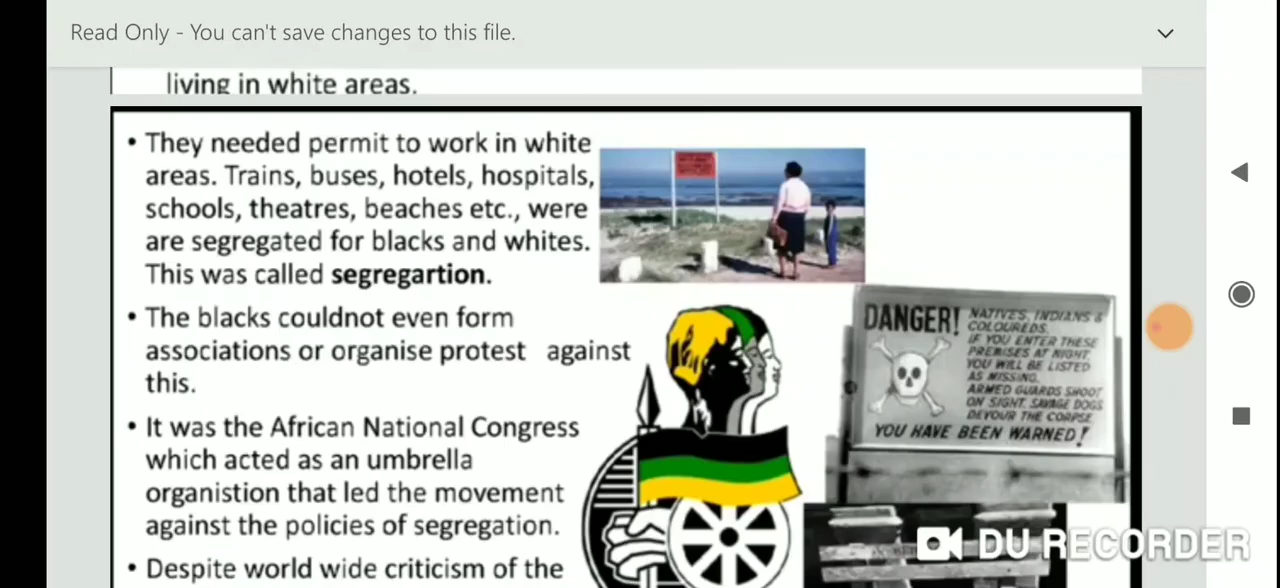 Read Only - You can't save changes to this file.
living in white areas.
• They needed permit to work in white
areas. Trains, buses, hotels, hospitals,
schools, theatres, beaches etc., were
are segregated for blacks and whites.
This was called segregartion.
• The blacks couldnot even form
associations or organise protest against
this.
• It was the African National Congress
which acted as an umbrella
organistion that led the movement
against the policies of segregation.
• Despite world wide criticism of the
DANGER! NATIVES, INDIANS &
COLOUREDS.
IF YOU ENTER THESE
PREMISES AT NIGHT,
YOU WILL BE LISTED
AS MISSING.
ARMED GUARDS SHOOT
ON SIGHT. SAVAGE DOGS
DEVOUR THE CORPSE.
YOU HAVE BEEN WARNED!
DU RECORDER